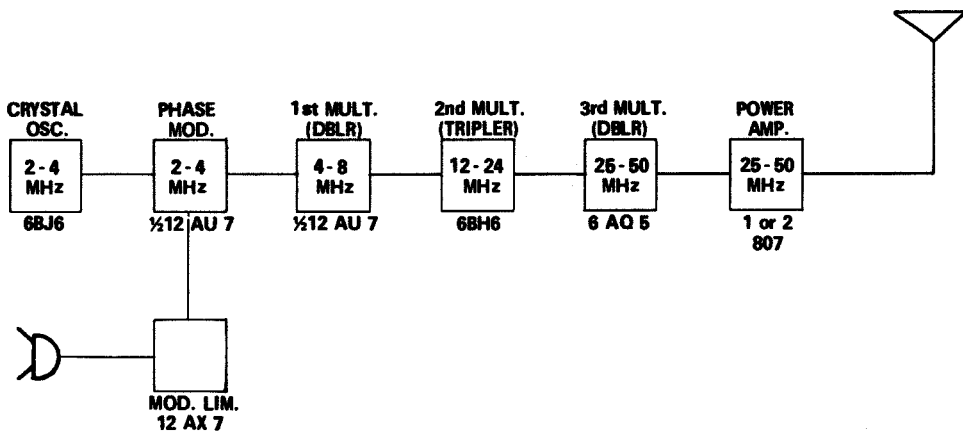 CRYSTAL
OSC.
2 - 4
MHz
6BJ6
PHASE
MOD.
2 - 4
MHz
½12 AU 7
1st MULT.
(DBLR)
4 - 8
MHz
½12 AU 7
2nd MULT.
(TRIPLER)
12 - 24
MHz
6BH6
3rd MULT.
(DBLR)
25 - 50
MHz
6 AQ 5
POWER
AMP.
25 - 50
MHz
1 or 2
807
MOD. LIM.
12 AX 7